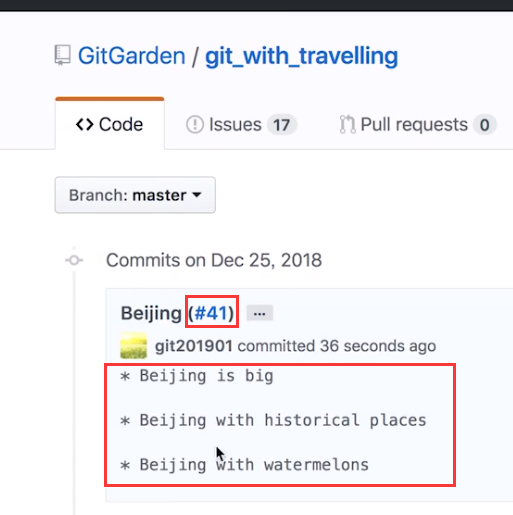 GitGarden / git_with_travelling
<> Code Issues 17 Pull requests 0
Branch: master
Commits on Dec 25, 2018
Beijing (#41) ...
git201901 committed 36 seconds ago
* Beijing is big
* Beijing with historical places
* Beijing with watermelons